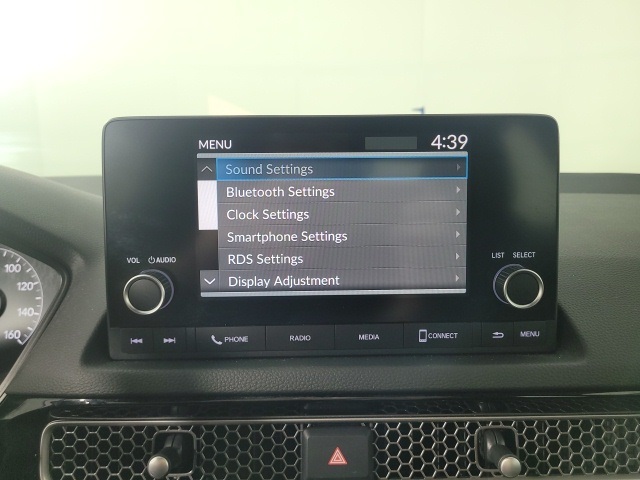 MENU 4:39
Sound Settings
Bluetooth Settings
Clock Settings
Smartphone Settings
RDS Settings
Display Adjustment
VOL AUDIO
LIST SELECT
PHONE RADIO MEDIA CONNECT MENU
100
120
140
160